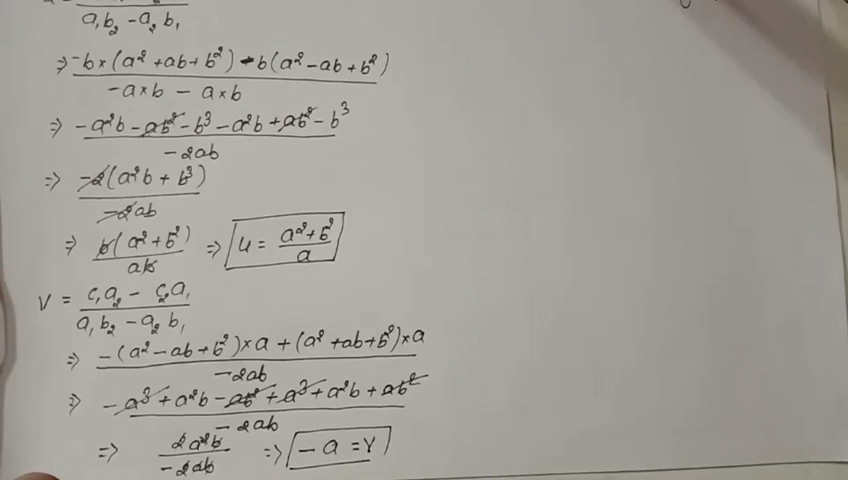 a₁b₂ - a₂b₁
⇒ -b×(a²+ab+b²) - b(a²-ab+b²)
-a×b - a×b
⇒ -a²b - ab² - b³ - a²b + ab² - b³
-2ab
⇒ -2(a²b + b³)
-2ab
⇒ b(a²+b²) ⇒ u = a²+b²
ab a
V = c₁a₂ - c₂a₁
a₁b₂ - a₂b₁
⇒ -(a²-ab+b²)×a + (a²+ab+b²)×a
-2ab
⇒ -a³ + a²b - ab² + a³ + a²b + ab²
-2ab
⇒ 2a²b ⇒ -a = V
-2ab